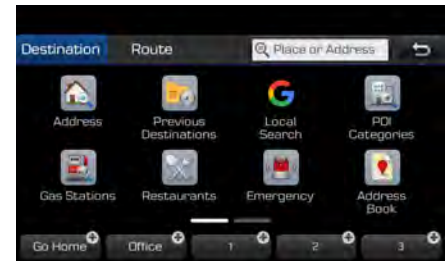 Destination Route Place or Address
Address Previous Destinations Local Search POI Categories
Gas Stations Restaurants Emergency Address Book
Go Home Office 1 2 3